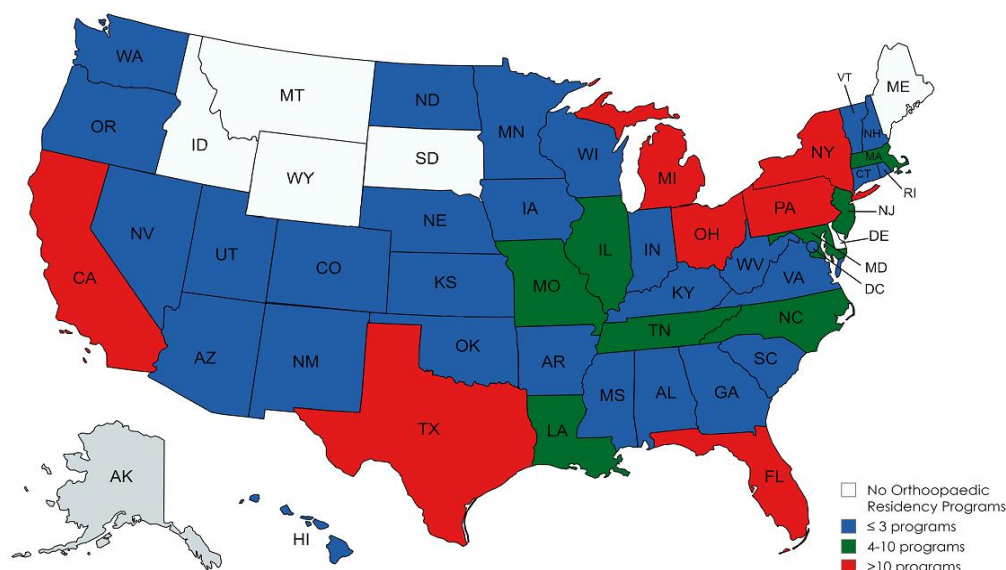 WA
OR
CA
NV
ID
MT
WY
UT
AZ
CO
NM
ND
SD
NE
KS
OK
TX
MN
IA
MO
AR
LA
WI
IL
MI
IN
OH
KY
TN
MS
AL
GA
FL
SC
NC
VA
WV
PA
NY
VT
NH
ME
MA
CT
RI
NJ
DE
MD
DC
AK
HI
No Orthoopaedic
Residency Programs
≤ 3 programs
4-10 programs
>10 programs